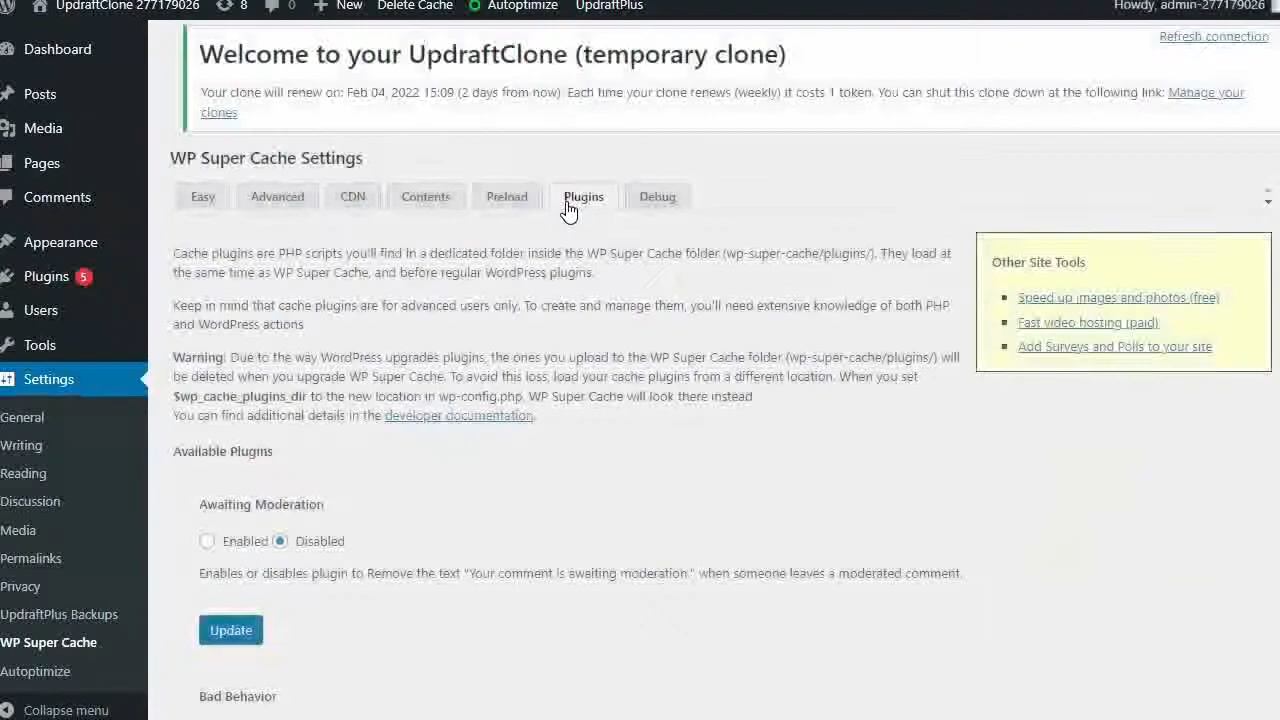 UpdraftClone 277179026 8 0 New Delete Cache Autoptimize UpdraftPlus Howdy, admin-277179026
Refresh connection
Welcome to your UpdraftClone (temporary clone)
Your clone will renew on: Feb 04, 2022 15:09 (2 days from now). Each time your clone renews (weekly) it costs 1 token. You can shut this clone down at the following link: Manage your
clones
Dashboard
Posts
Media
Pages
Comments
Appearance
Plugins 5
Users
Tools
Settings
General
Writing
Reading
Discussion
Media
Permalinks
Privacy
UpdraftPlus Backups
WP Super Cache
Autoptimize
Collapse menu
WP Super Cache Settings
Easy Advanced CDN Contents Preload Plugins Debug
Cache plugins are PHP scripts you'll find in a dedicated folder inside the WP Super Cache folder (wp-super-cache/plugins/). They load at
the same time as WP Super Cache, and before regular WordPress plugins.
Keep in mind that cache plugins are for advanced users only. To create and manage them, you'll need extensive knowledge of both PHP
and WordPress actions
Warning: Due to the way WordPress upgrades plugins, the ones you upload to the WP Super Cache folder (wp-super-cache/plugins/) will
be deleted when you upgrade WP Super Cache. To avoid this loss, load your cache plugins from a different location. When you set
$wp_cache_plugins_dir to the new location in wp-config.php, WP Super Cache will look there instead
You can find additional details in the developer documentation.
Available Plugins
Awaiting Moderation
Enabled Disabled
Enables or disables plugin to Remove the text "Your comment is awaiting moderation." when someone leaves a moderated comment.
Update
Bad Behavior
Other Site Tools
Speed up images and photos (free)
Fast video hosting (paid)
Add Surveys and Polls to your site